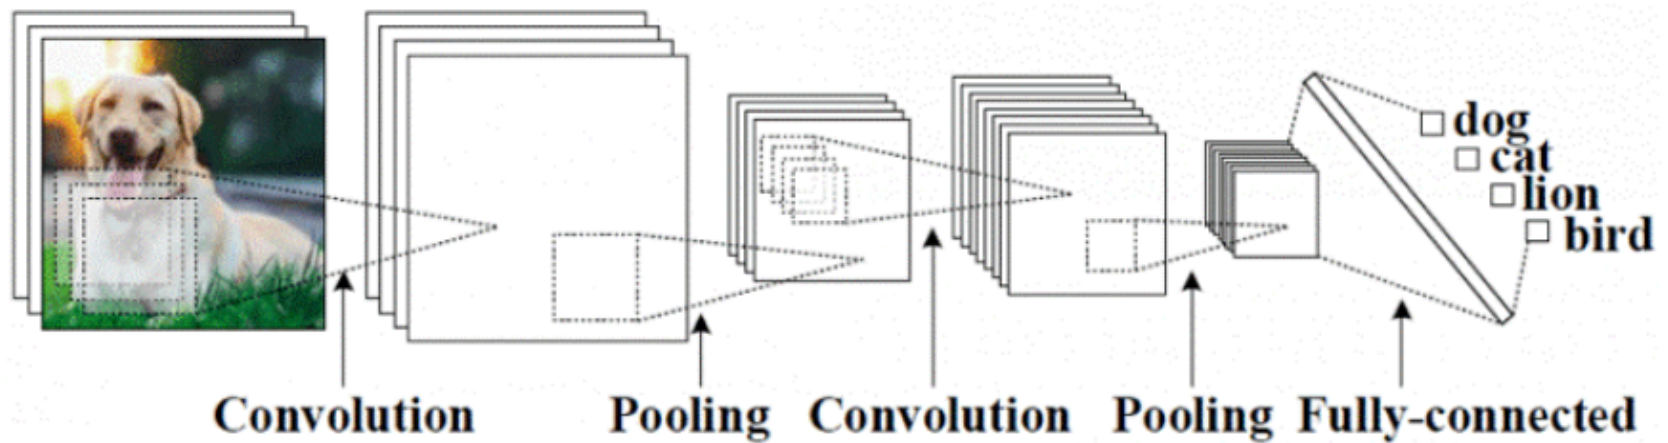 dog
cat
lion
bird
Convolution Pooling Convolution Pooling Fully-connected